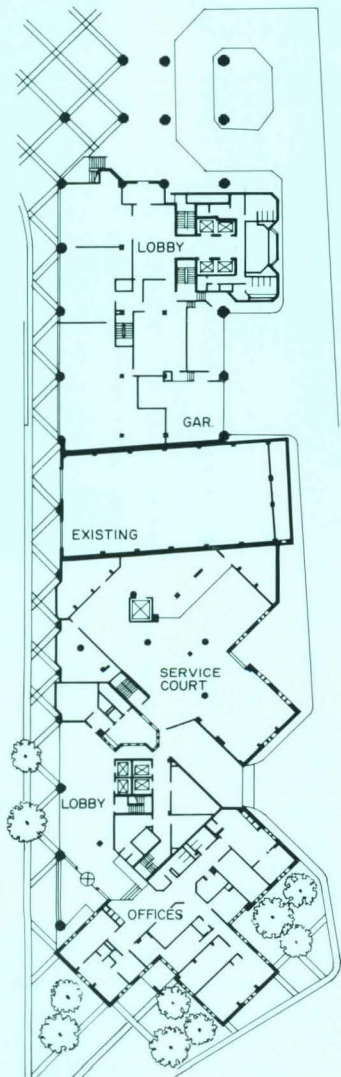 LOBBY
GAR.
EXISTING
SERVICE
COURT
LOBBY
OFFICES